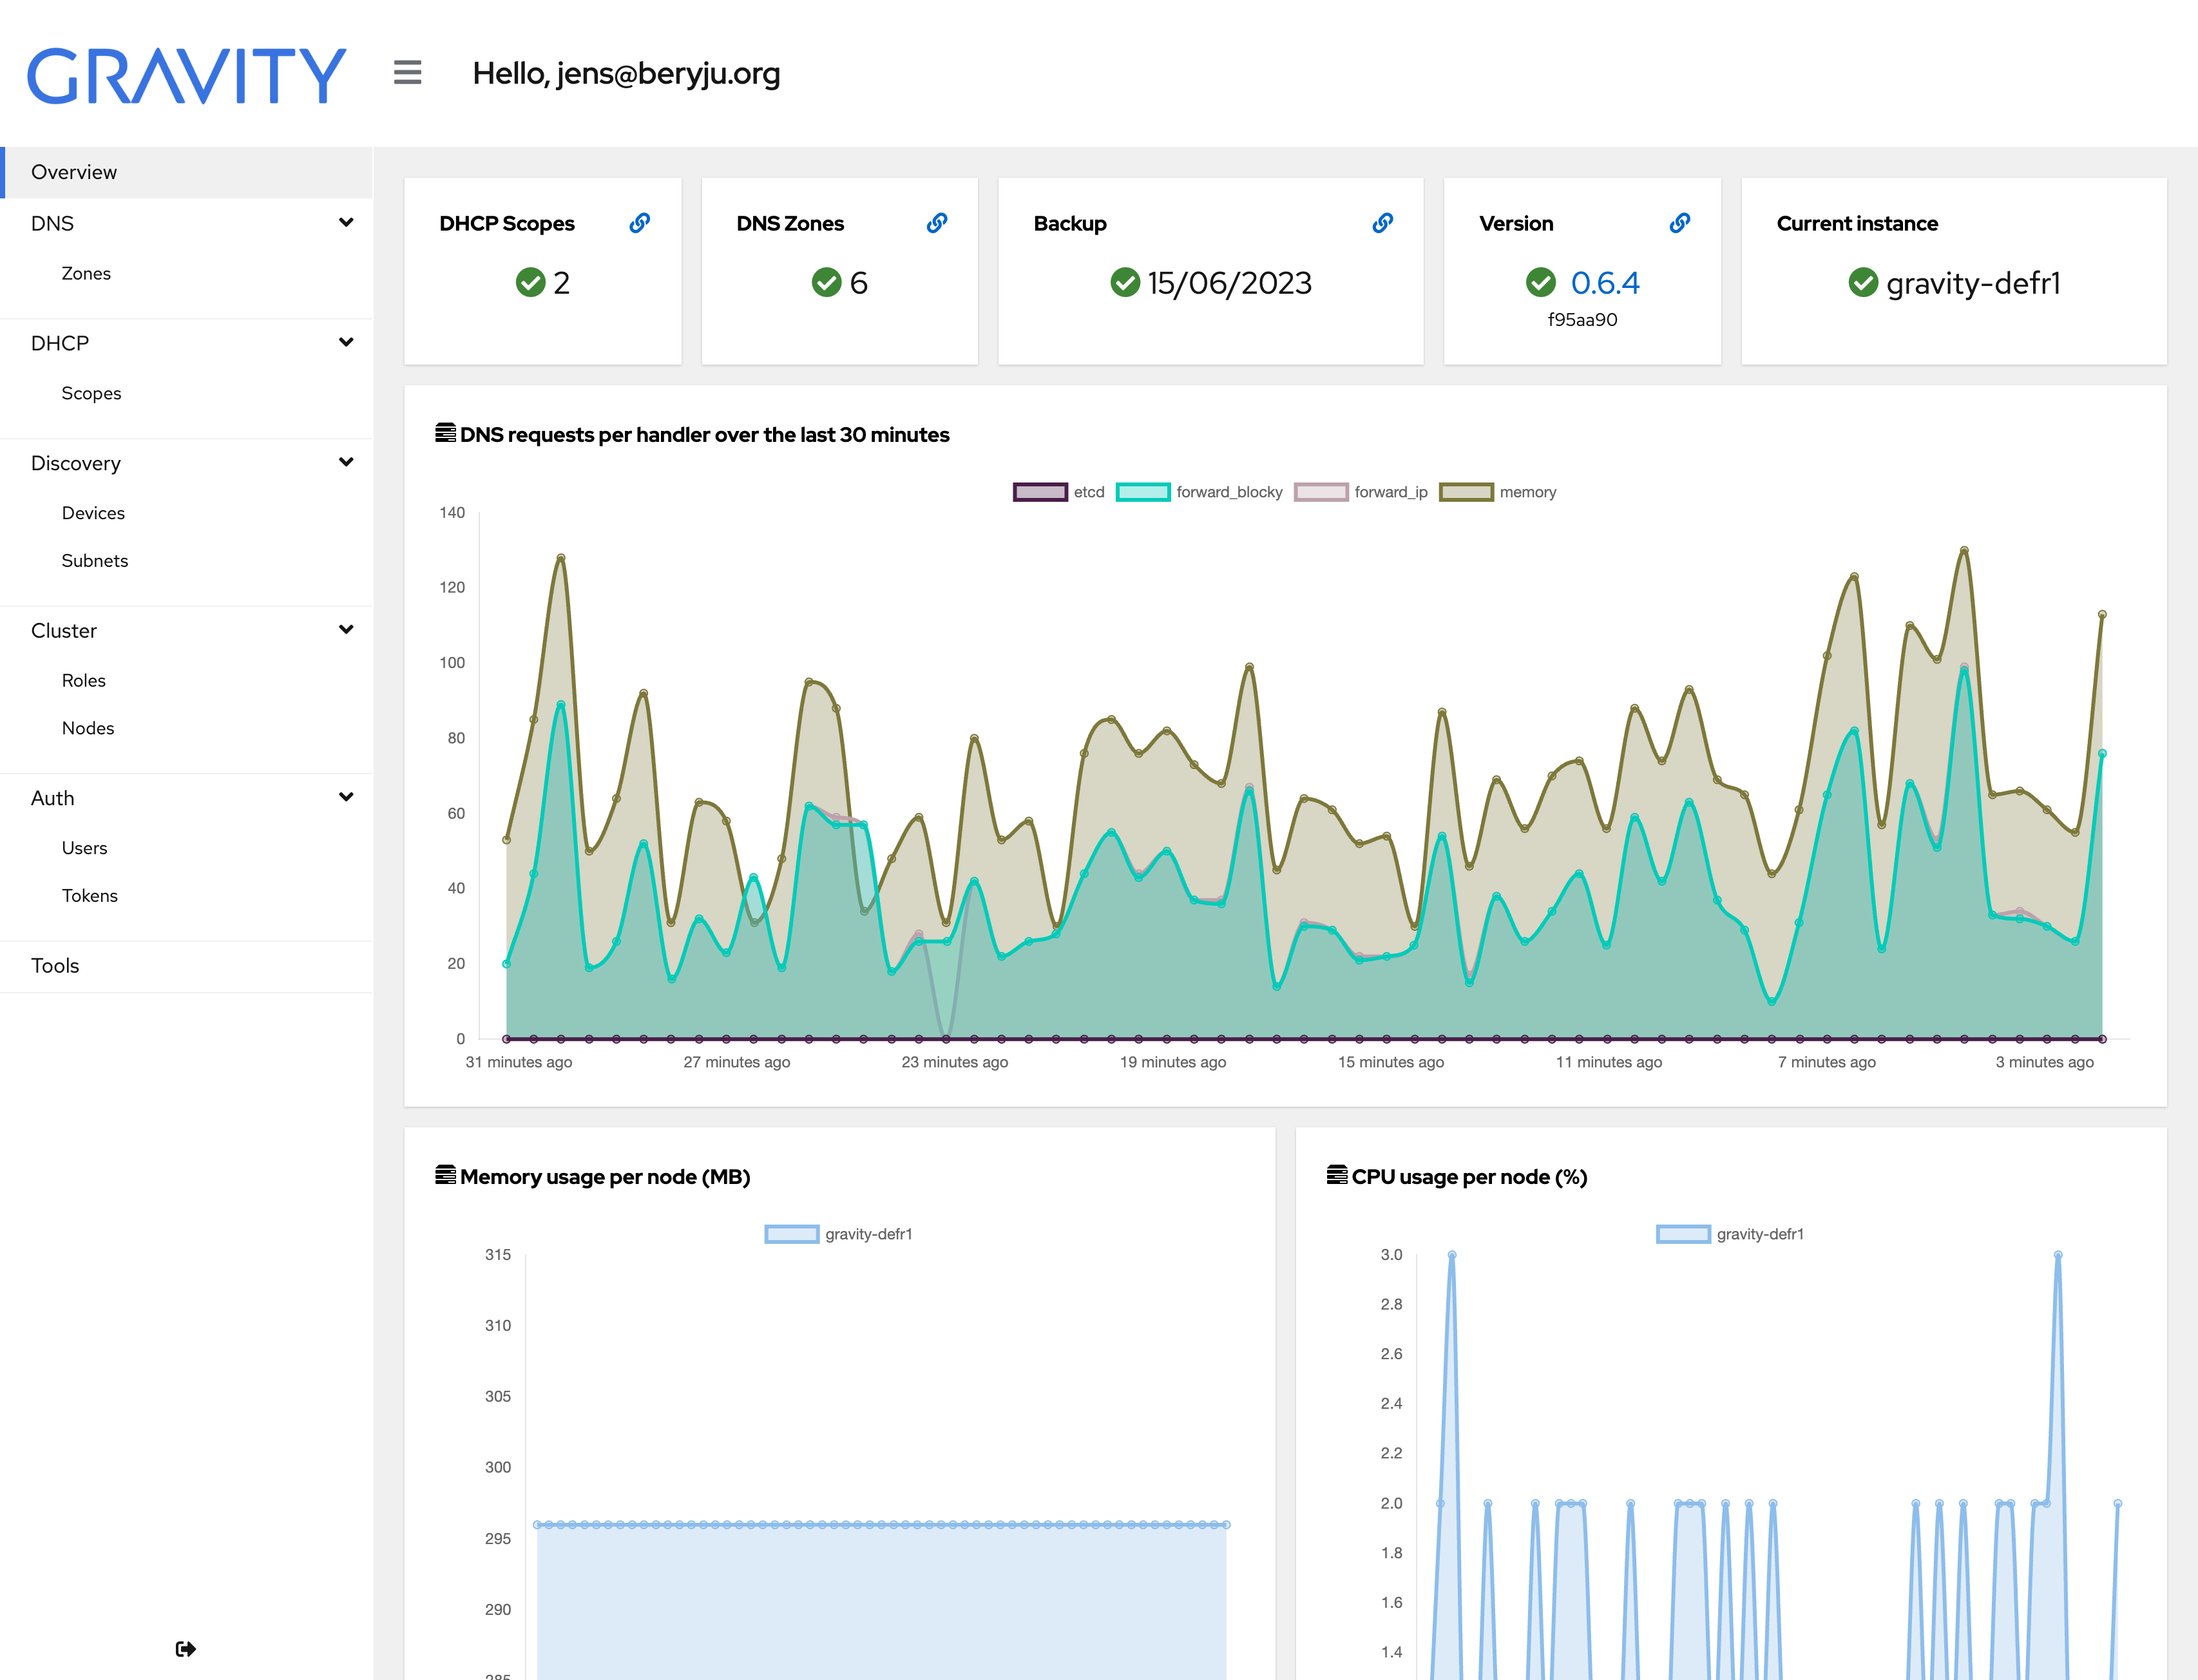 GRAVITY
Hello, jens@beryju.org
Overview
DNS
Zones
DHCP
Scopes
Discovery
Devices
Subnets
Cluster
Roles
Nodes
Auth
Users
Tokens
Tools
DHCP Scopes
2
DNS Zones
6
Backup
15/06/2023
Version
0.6.4
f95aa90
Current instance
gravity-defr1
DNS requests per handler over the last 30 minutes
etcd forward_blocky forward_ip memory
140
120
100
80
60
40
20
0
31 minutes ago 27 minutes ago 23 minutes ago 19 minutes ago 15 minutes ago 11 minutes ago 7 minutes ago 3 minutes ago
Memory usage per node (MB)
gravity-defr1
315
310
305
300
295
290
285
CPU usage per node (%)
gravity-defr1
3.0
2.8
2.6
2.4
2.2
2.0
1.8
1.6
1.4